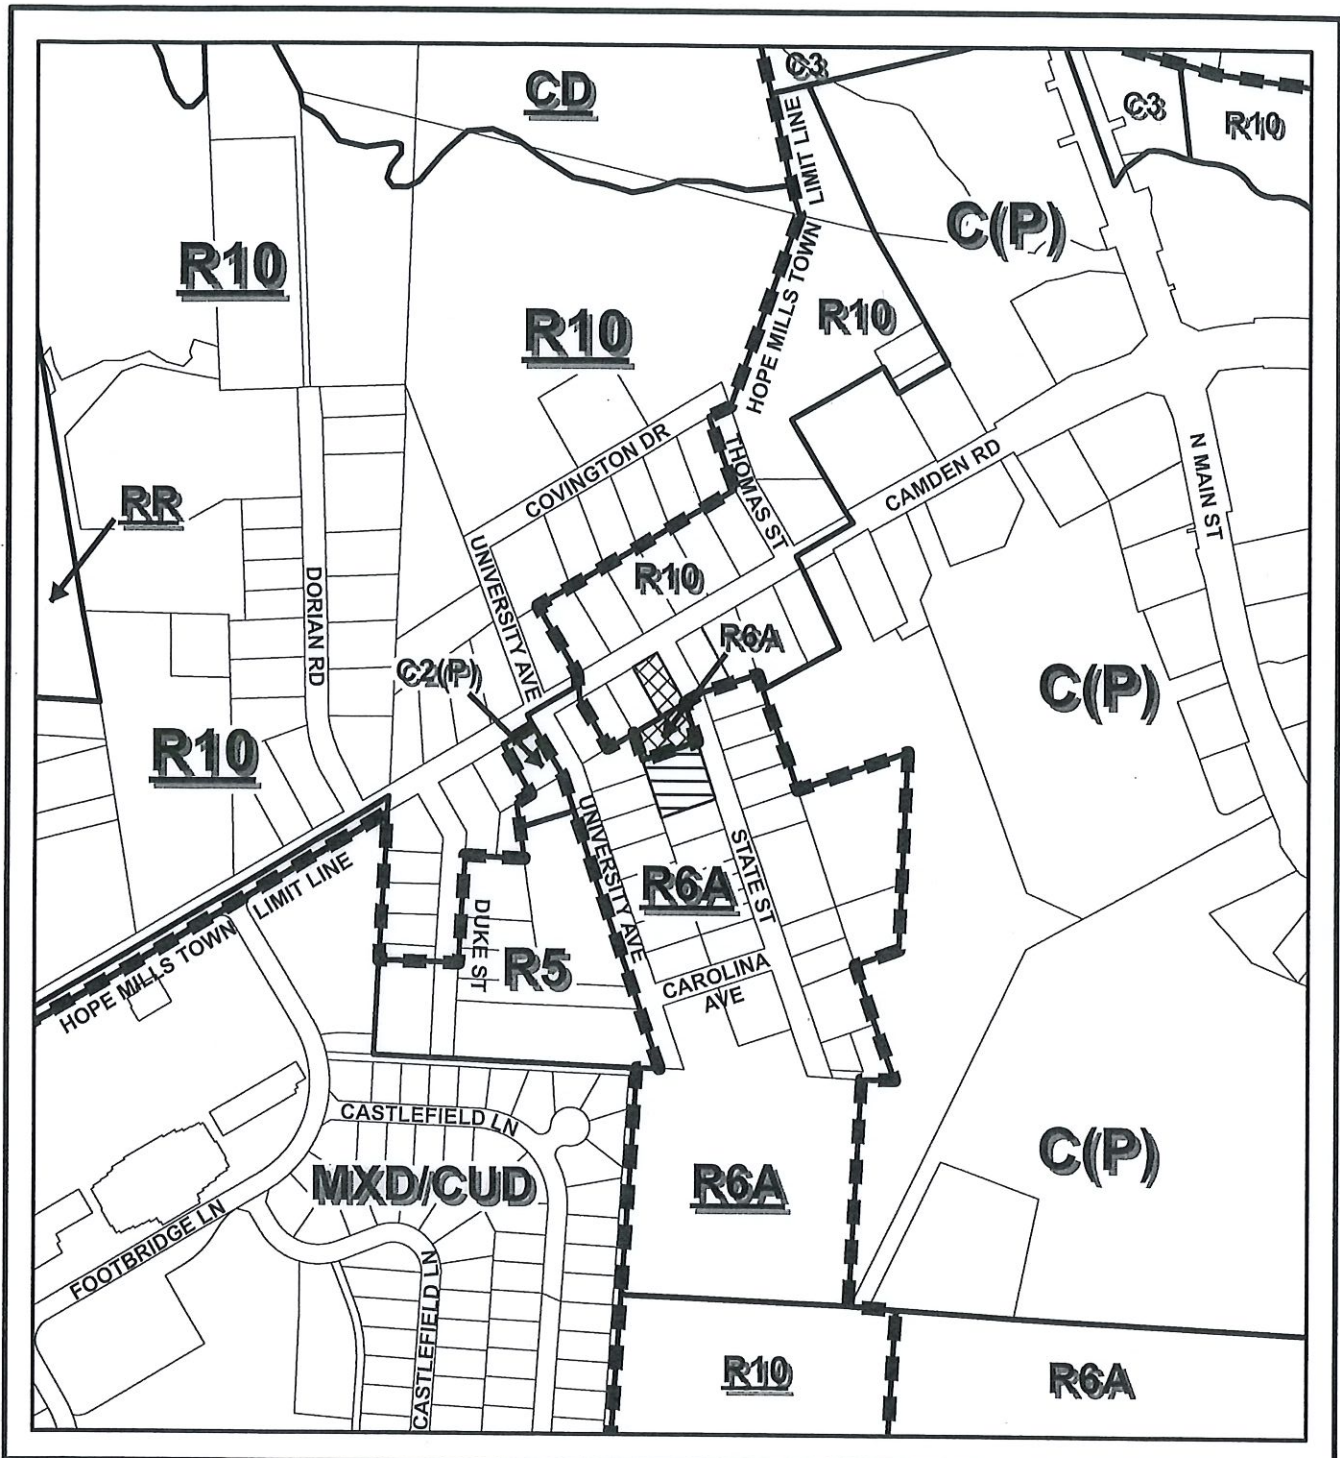 CD
C3
C3
R10
LIMIT LINE
C(P)
R10
R10
HOPE MILLS TOWN
R10
COVINGTON DR
THOMAS ST
CAMDEN RD
N MAIN ST
RR
UNIVERSITY AVE
DORIAN RD
R10
R6A
C2(P)
C(P)
R10
UNIVERSITY AVE
STATE ST
LIMIT LINE
R6A
DUKE ST
R5
HOPE MILLS TOWN
CAROLINA
AVE
CASTLEFIELD LN
C(P)
MXD/CUD
R6A
FOOTBRIDGE LN
CASTLEFIELD LN
R10
R6A